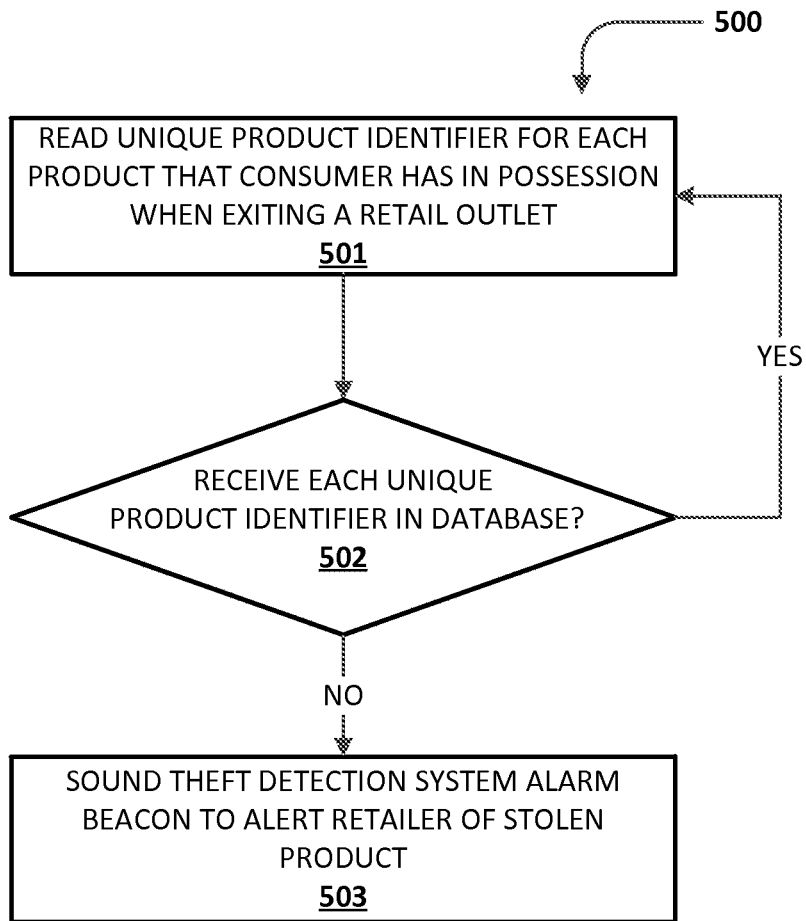 500
READ UNIQUE PRODUCT IDENTIFIER FOR EACH
PRODUCT THAT CONSUMER HAS IN POSSESSION
WHEN EXITING A RETAIL OUTLET
501
YES
RECEIVE EACH UNIQUE
PRODUCT IDENTIFIER IN DATABASE?
502
NO
SOUND THEFT DETECTION SYSTEM ALARM
BEACON TO ALERT RETAILER OF STOLEN
PRODUCT
503